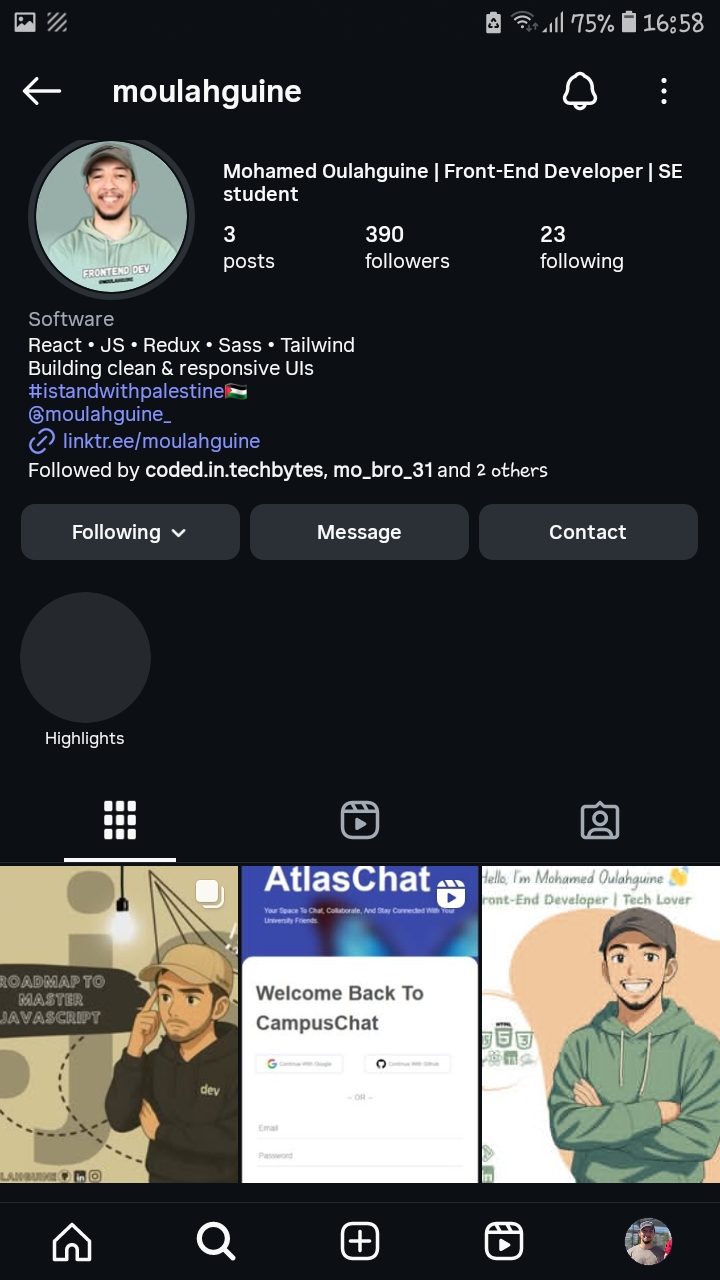 75% 16:58
moulahguine
FRONTEND DEV
Mohamed Oulahguine | Front-End Developer | SE
student
3 390 23
posts followers following
Software
React • JS • Redux • Sass • Tailwind
Building clean & responsive UIs
#istandwithpalestine🇵🇸
@moulahguine_
linktr.ee/moulahguine
Followed by coded.in.techbytes, mo_bro_31 and 2 others
Following Message Contact
Highlights
ROADMAP TO
MASTER
JAVASCRIPT
dev
AtlasChat
Your Space To Chat, Collaborate, And Stay Connected With Your
University Friends.
Welcome Back To
CampusChat
Continue With Google Continue With Github
– OR –
Email
Password
Hello, I'm Mohamed Oulahguine 👋
ront-End Developer | Tech Lover
HTML